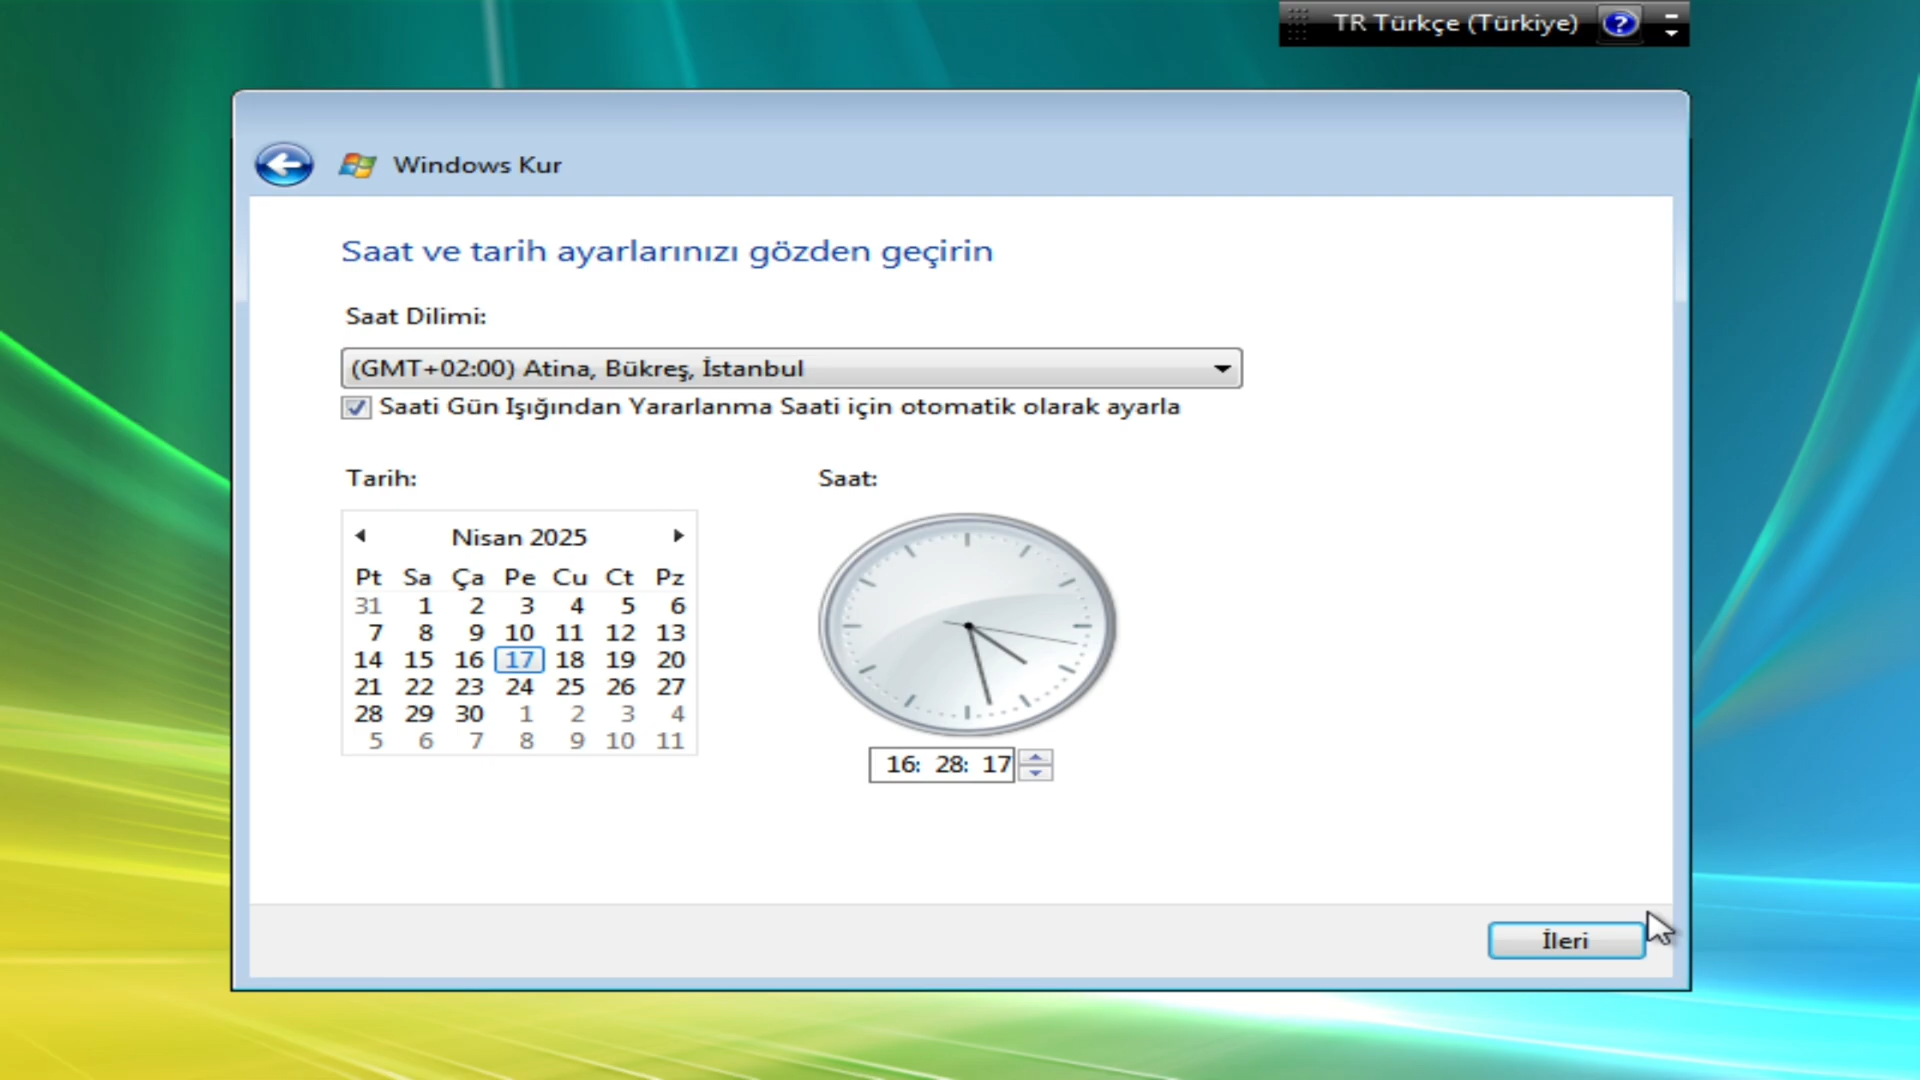 TR Türkçe (Türkiye)
Windows Kur
Saat ve tarih ayarlarınızı gözden geçirin
Saat Dilimi:
(GMT+02:00) Atina, Bükreş, İstanbul
Saati Gün Işığından Yararlanma Saati için otomatik olarak ayarla
Tarih:
Nisan 2025
Pt Sa Ça Pe Cu Ct Pz
31 1 2 3 4 5 6
7 8 9 10 11 12 13
14 15 16 17 18 19 20
21 22 23 24 25 26 27
28 29 30 1 2 3 4
5 6 7 8 9 10 11
Saat:
16: 28: 17
İleri